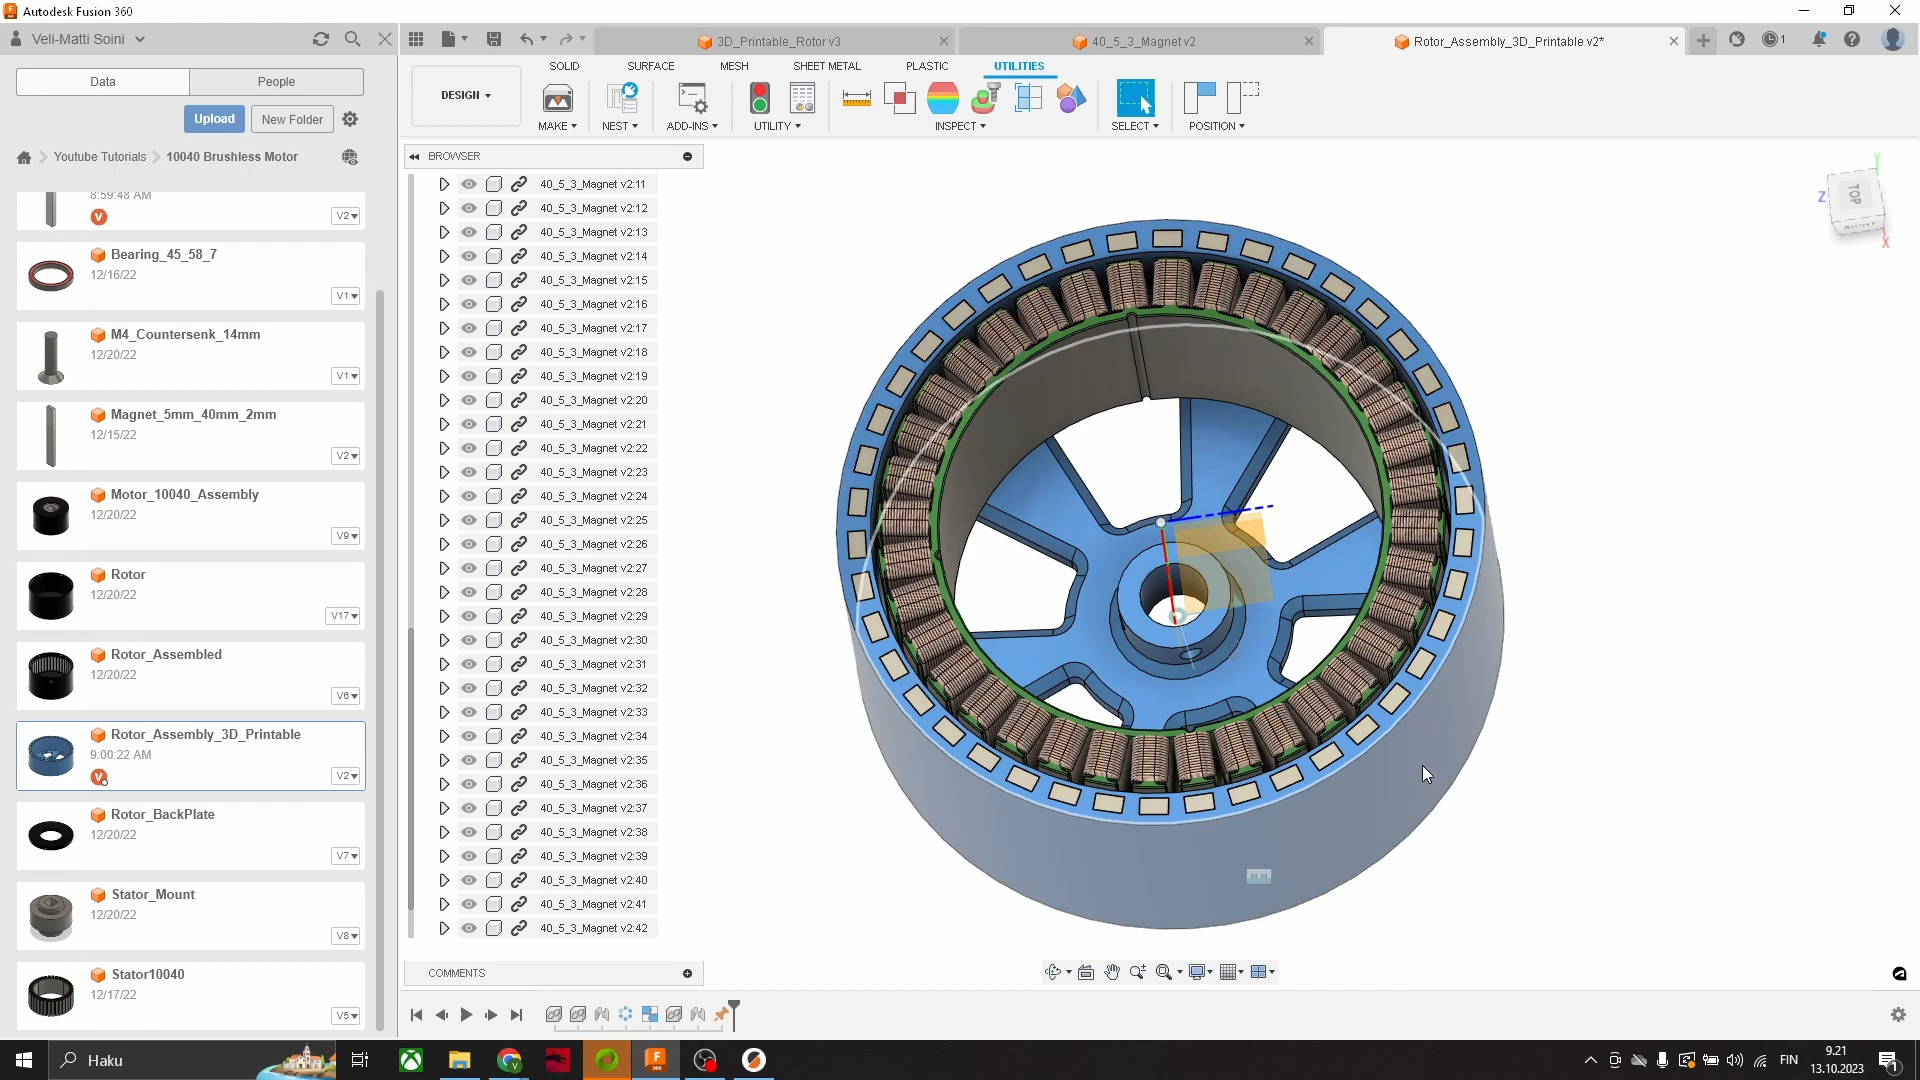 Autodesk Fusion 360
Veli-Matti Soini
3D_Printable_Rotor v3
40_5_3_Magnet v2
Rotor_Assembly_3D_Printable v2*
1
Data
People
Upload
New Folder
Youtube Tutorials
10040 Brushless Motor
8:59:48 AM
V
V2
Bearing_45_58_7
12/16/22
V1
M4_Countersenk_14mm
12/20/22
V1
Magnet_5mm_40mm_2mm
12/15/22
V2
Motor_10040_Assembly
12/20/22
V9
Rotor
12/20/22
V17
Rotor_Assembled
12/20/22
V6
Rotor_Assembly_3D_Printable
9:00:22 AM
V
V2
Rotor_BackPlate
12/20/22
V7
Stator_Mount
12/20/22
V8
Stator10040
12/17/22
V5
DESIGN
SOLID
SURFACE
MESH
SHEET METAL
PLASTIC
UTILITIES
MAKE
NEST
ADD-INS
UTILITY
INSPECT
SELECT
POSITION
BROWSER
40_5_3_Magnet v2:11
40_5_3_Magnet v2:12
40_5_3_Magnet v2:13
40_5_3_Magnet v2:14
40_5_3_Magnet v2:15
40_5_3_Magnet v2:16
40_5_3_Magnet v2:17
40_5_3_Magnet v2:18
40_5_3_Magnet v2:19
40_5_3_Magnet v2:20
40_5_3_Magnet v2:21
40_5_3_Magnet v2:22
40_5_3_Magnet v2:23
40_5_3_Magnet v2:24
40_5_3_Magnet v2:25
40_5_3_Magnet v2:26
40_5_3_Magnet v2:27
40_5_3_Magnet v2:28
40_5_3_Magnet v2:29
40_5_3_Magnet v2:30
40_5_3_Magnet v2:31
40_5_3_Magnet v2:32
40_5_3_Magnet v2:33
40_5_3_Magnet v2:34
40_5_3_Magnet v2:35
40_5_3_Magnet v2:36
40_5_3_Magnet v2:37
40_5_3_Magnet v2:38
40_5_3_Magnet v2:39
40_5_3_Magnet v2:40
40_5_3_Magnet v2:41
40_5_3_Magnet v2:42
COMMENTS
Y
Z
TOP
X
Haku
FIN
9.21
13.10.2023
1